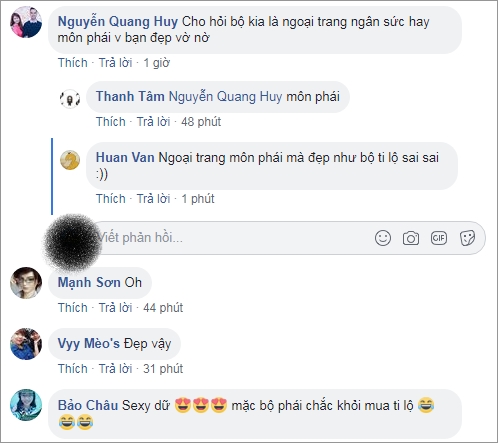 Nguyễn Quang Huy Cho hỏi bộ kia là ngoại trang ngân sức hay
môn phái v bạn đẹp vờ nờ
Thích · Trả lời · 1 giờ
Thanh Tâm Nguyễn Quang Huy môn phái
Thích · Trả lời · 48 phút
Huan Van Ngoại trang môn phái mà đẹp như bộ ti lộ sai sai
:))
Thích · Trả lời · 1 phút
Viết phản hồi...
GIF
Mạnh Sơn Oh
Thích · Trả lời · 44 phút
Vyy Mèo's Đẹp vậy
Thích · Trả lời · 31 phút
Bảo Châu Sexy dữ 😍😍😍 mặc bộ phái chắc khỏi mua ti lộ 😂
😂😂